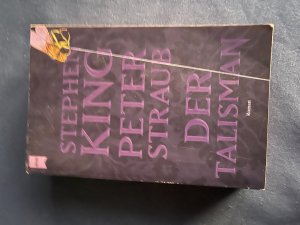 STEPHEN
KING
PETER
STRAUB
DER
TALISMAN
Roman